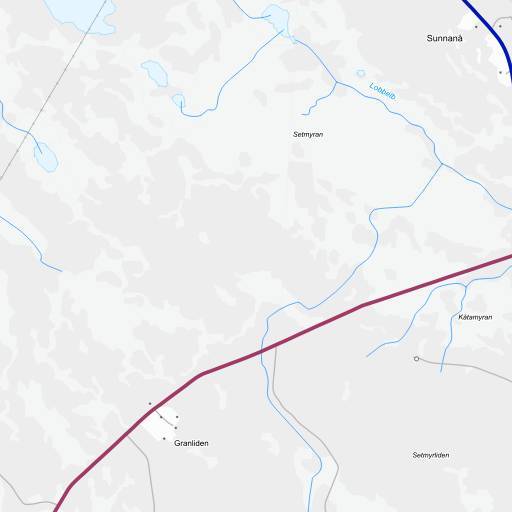 Sunnanå
Lobbelb
Setmyran
Kåtamyran
Granliden
Setmyrliden